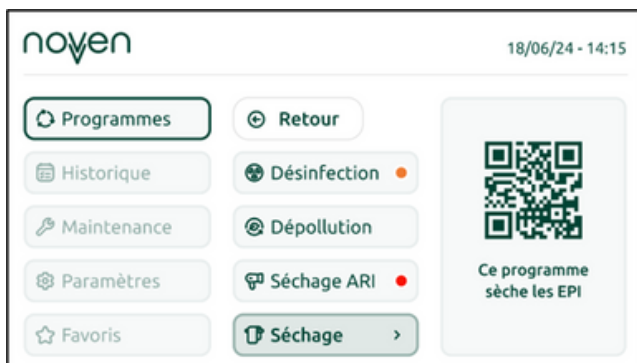 noven
18/06/24 - 14:15
Programmes
Historique
Maintenance
Paramètres
Favoris
Retour
Désinfection
Dépollution
Séchage ARI
Séchage >
Ce programme
sèche les EPI